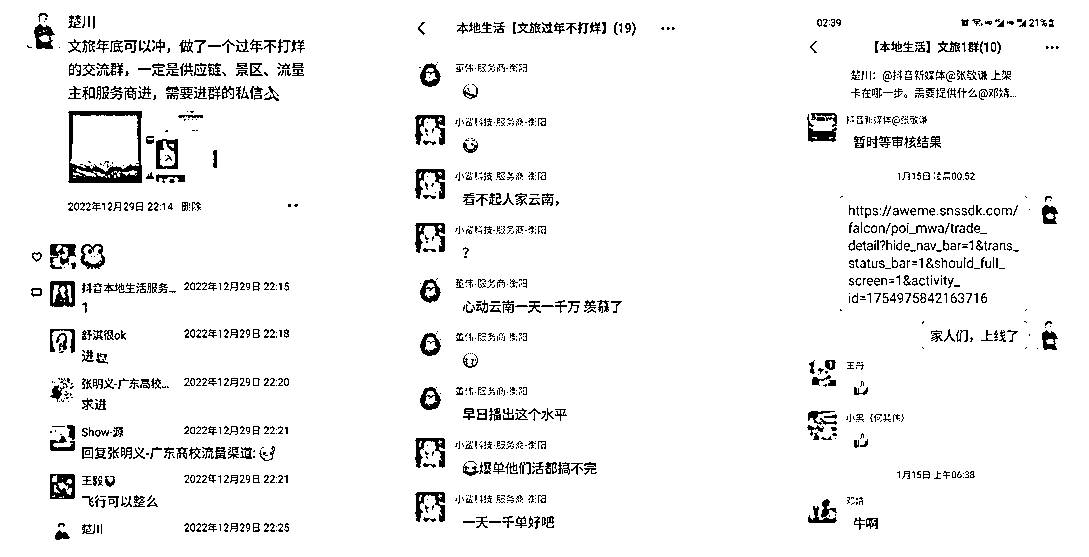 楚川
文旅年底可以冲，做了一个过年不打烊
的交流群，一定是供应链、景区、流量
主和服务商进，需要进群的私信
2022年12月29日 22:14 删除
抖音本地生活服务... 2022年12月29日 22:15
1
舒淇很ok 2022年12月29日 22:18
进
张明义-广东高校... 2022年12月29日 22:20
求进
Show-源 2022年12月29日 22:21
回复张明义-广东高校流量渠道:
王毅 2022年12月29日 22:21
飞行可以整么
楚川 2022年12月29日 22:25
本地生活【文旅过年不打烊】(19)
董伟-服务商-衡阳
小鲨科技-服务商-衡阳
小鲨科技-服务商-衡阳
看不起人家云南，
小鲨科技-服务商-衡阳
？
董伟-服务商-衡阳
心动云南一天一千万 羡慕了
董伟-服务商-衡阳
董伟-服务商-衡阳
早日播出这个水平
小鲨科技-服务商-衡阳
爆单他们活都搞不完
小鲨科技-服务商-衡阳
一天一千单好吧
02:39 21%
【本地生活】文旅1群(10)
楚川：@抖音新媒体@张敬谦 上架
卡在哪一步。需要提供什么@邓婧...
抖音新媒体@张敬谦
暂时等审核结果
1月15日 凌晨00:52
https://aweme.snssdk.com/
falcon/poi_mwa/trade_
detail?hide_nav_bar=1&trans_
status_bar=1&should_full_
screen=1&activity_
id=1754975842163716
家人们，上线了
王丹
1月15日 上午06:38
邓婧
牛啊